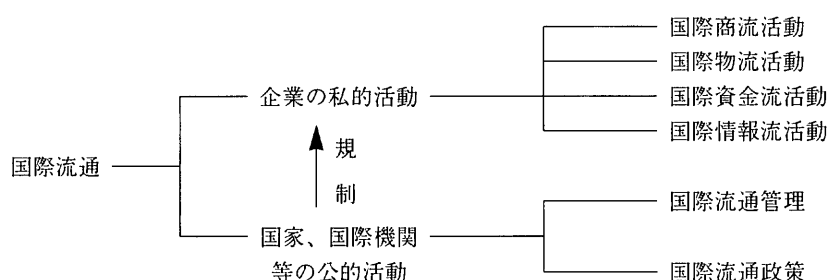 国際商流活動
国際物流活動
企業の私的活動
国際資金流活動
国際情報流活動
規
国際流通
制
国際流通管理
国家、国際機関
等の公的活動
国際流通政策